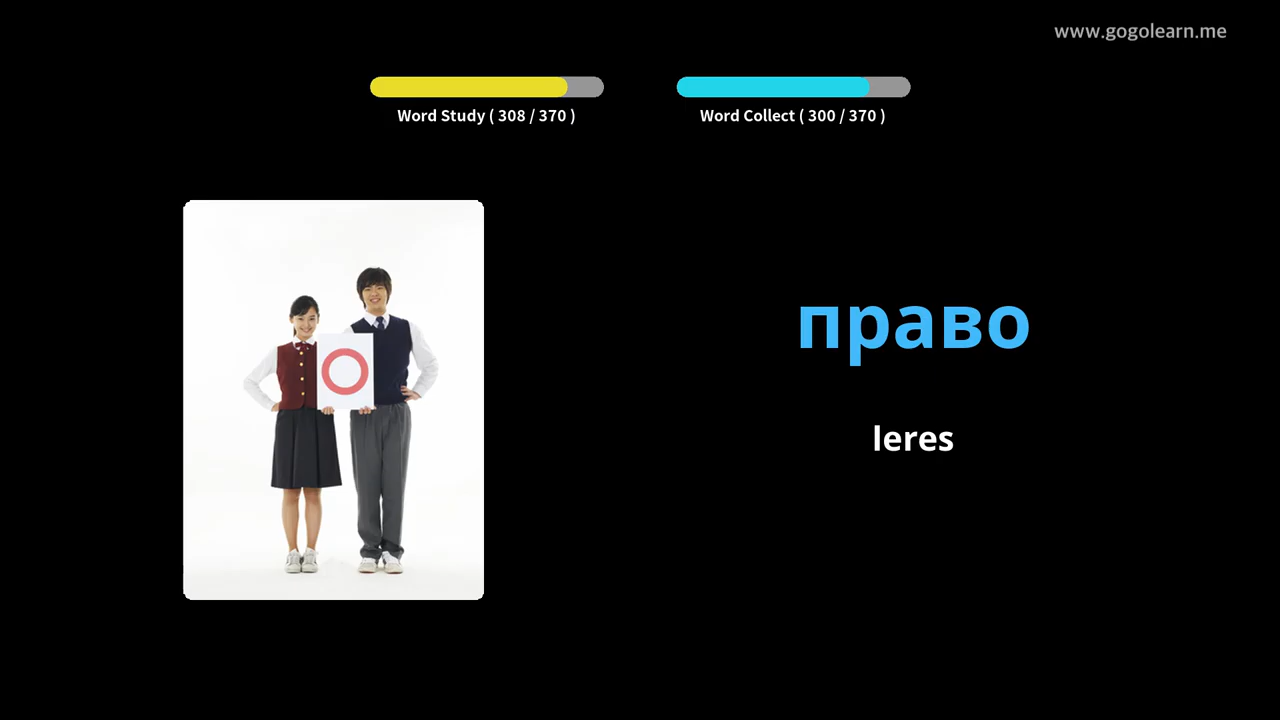 www.gogolearn.me
Word Study ( 308 / 370 )
Word Collect ( 300 / 370 )
право
leres